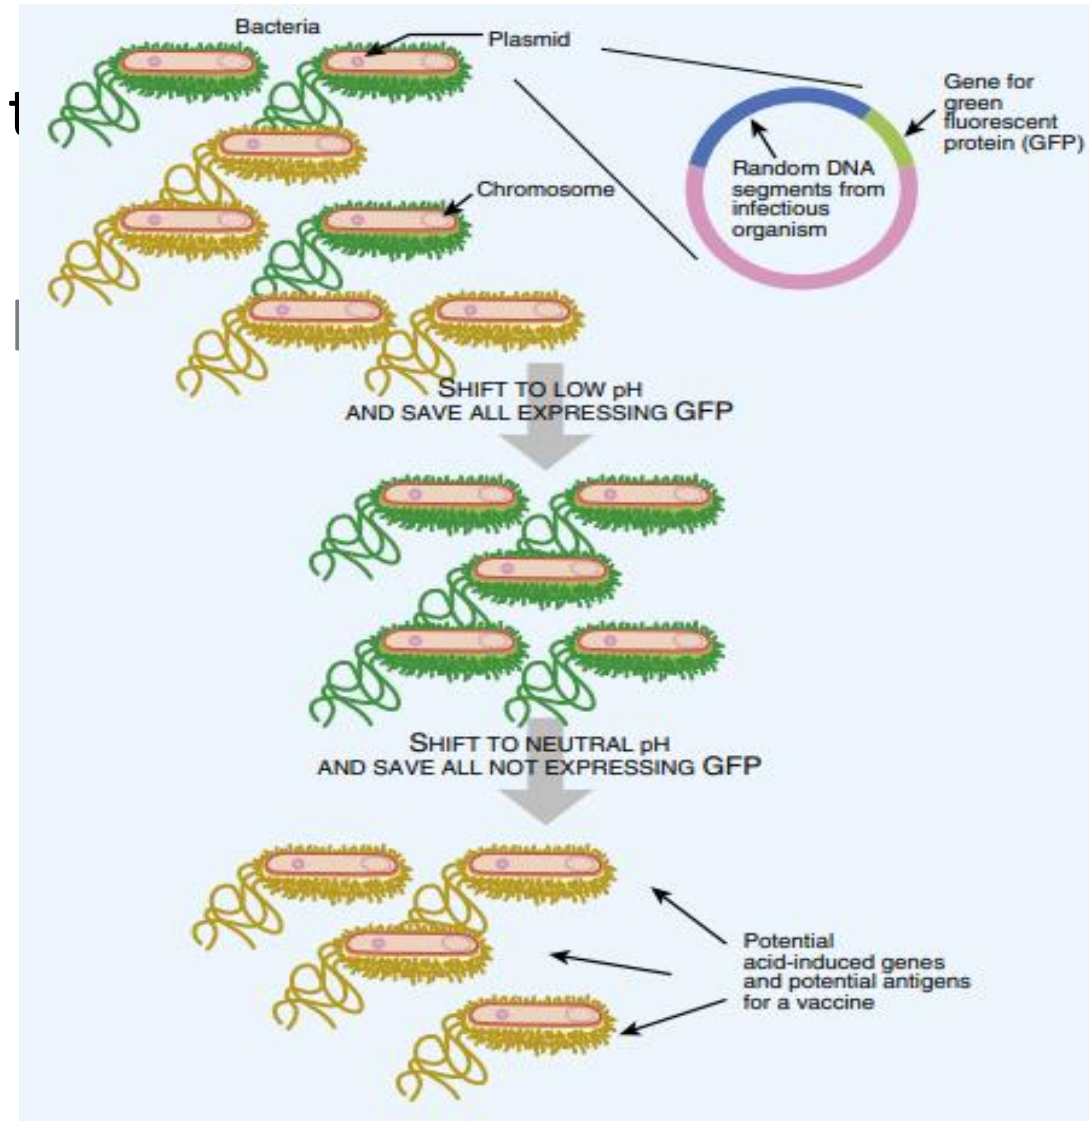 Bacteria
Plasmid
Gene for
green
fluorescent
protein (GFP)
Random DNA
segments from
infectious
organism
t
Chromosome
SHIFT TO LOW pH
AND SAVE ALL EXPRESSING GFP
SHIFT TO NEUTRAL pH
AND SAVE ALL NOT EXPRESSING GFP
Potential
acid-induced genes
and potential antigens
for a vaccine